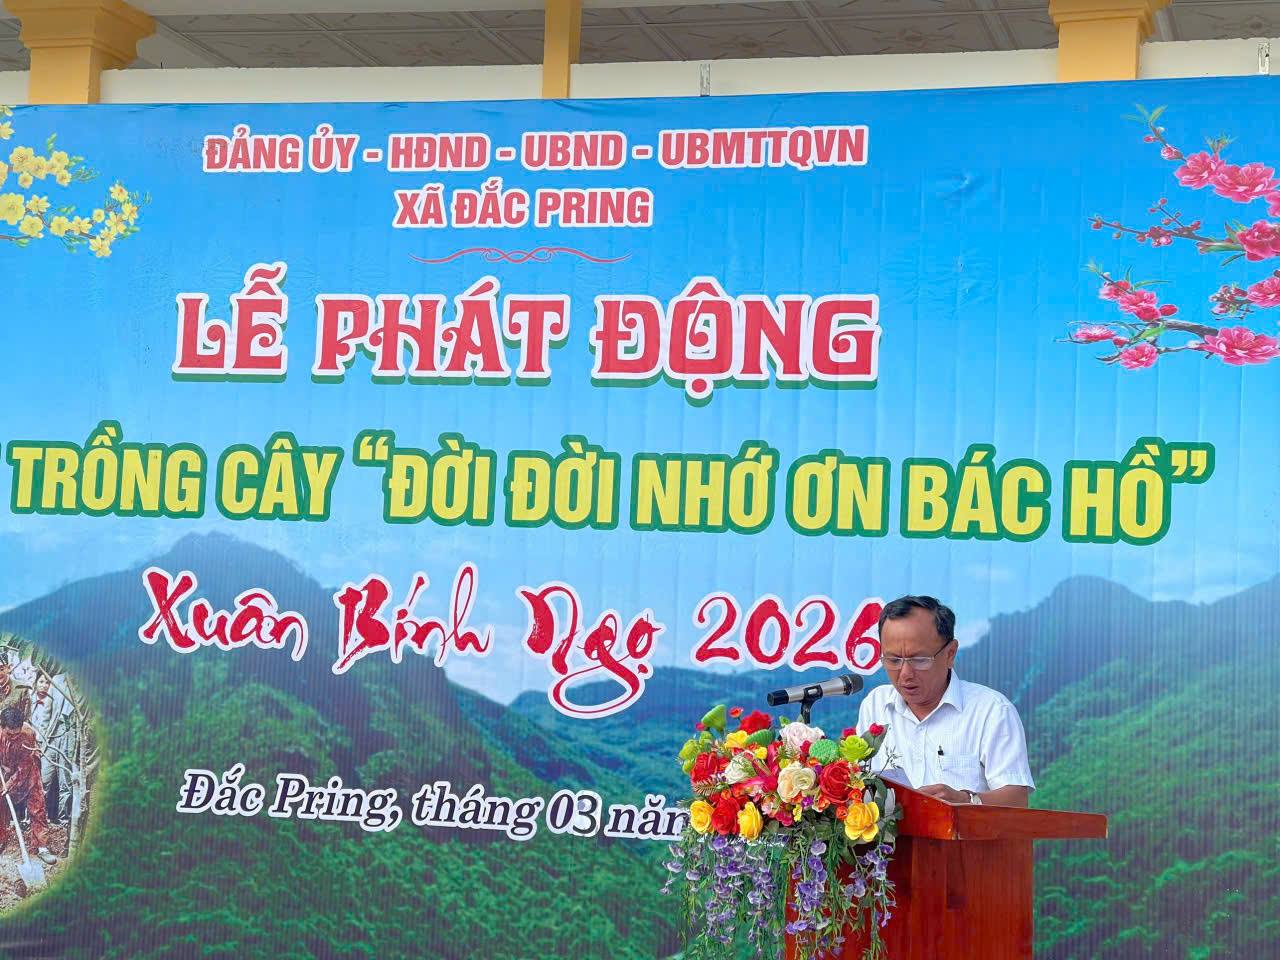 ĐẢNG ỦY - HĐND - UBND - UBMTTQVN
XÃ ĐẮC PRING
LỄ PHÁT ĐỘNG
TRỒNG CÂY “ĐỜI ĐỜI NHỚ ƠN BÁC HỒ”
Xuân Bính Ngọ 2026
Đắc Pring, tháng 03 năm